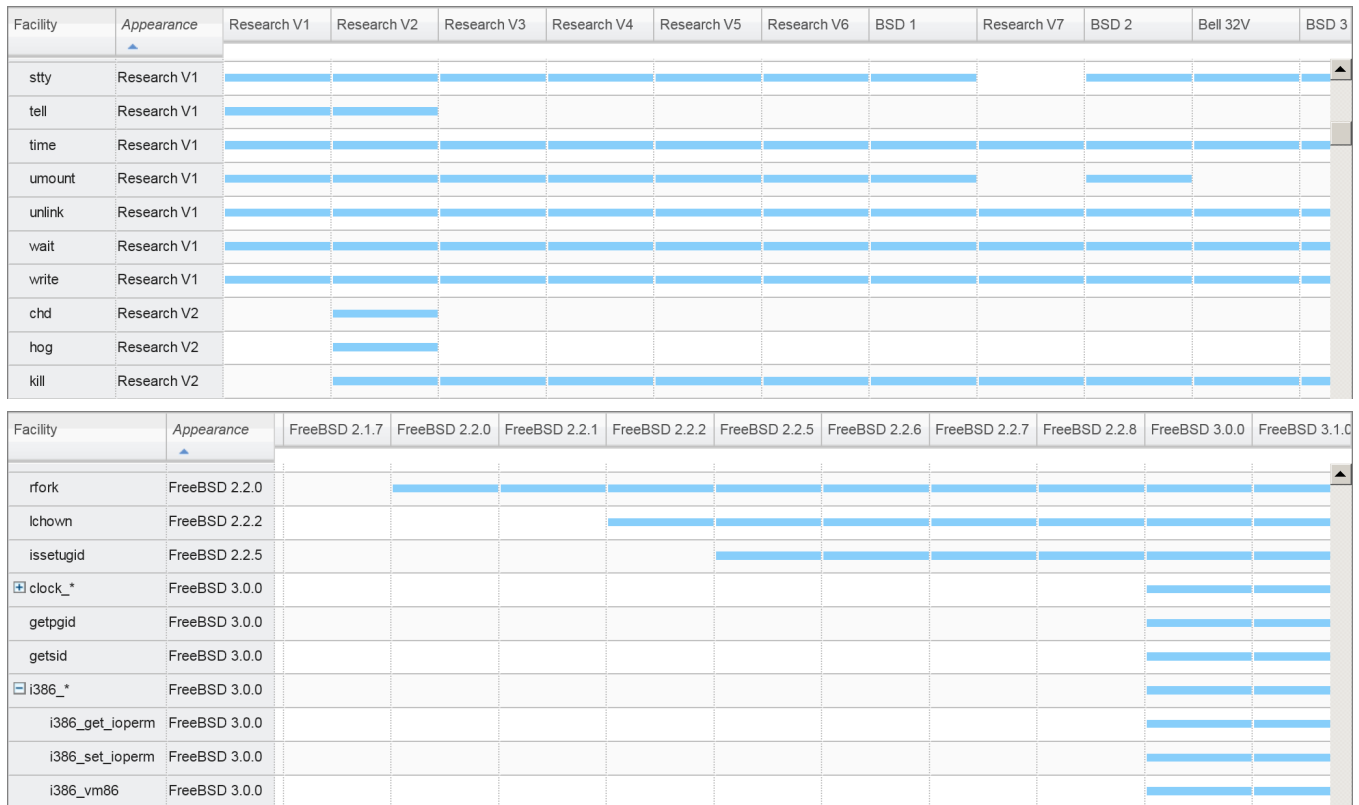 Facility Appearance Research V1 Research V2 Research V3 Research V4 Research V5 Research V6 BSD 1 Research V7 BSD 2 Bell 32V BSD 3
stty Research V1
tell Research V1
time Research V1
umount Research V1
unlink Research V1
wait Research V1
write Research V1
chd Research V2
hog Research V2
kill Research V2
Facility Appearance FreeBSD 2.1.7 FreeBSD 2.2.0 FreeBSD 2.2.1 FreeBSD 2.2.2 FreeBSD 2.2.5 FreeBSD 2.2.6 FreeBSD 2.2.7 FreeBSD 2.2.8 FreeBSD 3.0.0 FreeBSD 3.1.0
rfork FreeBSD 2.2.0
lchown FreeBSD 2.2.2
issetugid FreeBSD 2.2.5
clock_* FreeBSD 3.0.0
getpgid FreeBSD 3.0.0
getsid FreeBSD 3.0.0
i386_* FreeBSD 3.0.0
i386_get_ioperm FreeBSD 3.0.0
i386_set_ioperm FreeBSD 3.0.0
i386_vm86 FreeBSD 3.0.0